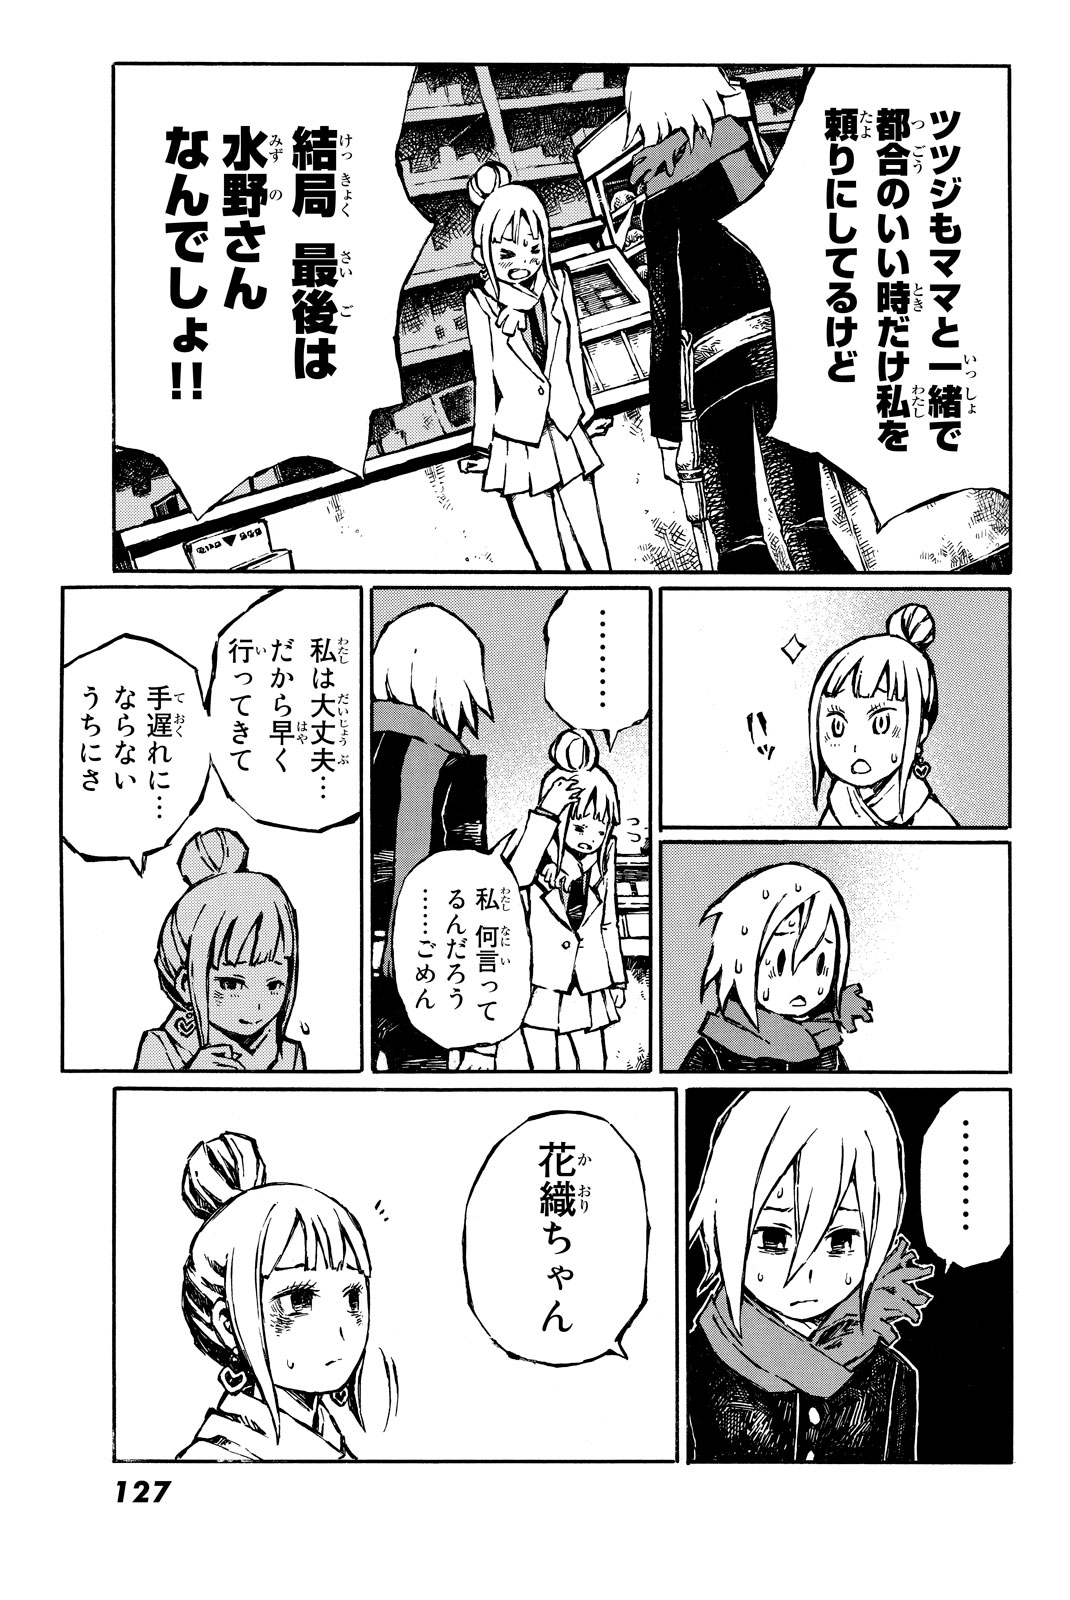 ツツジもママと一緒で
都合のいい時だけ私を
頼りにしてるけど
結局 最後は
水野さん
なんでしょ!!
………
私 何言って
るんだろう
……ごめん
私は大丈夫…
だから早く
行ってきて
手遅れに…
ならない
うちにさ
………
花織ちゃん
127